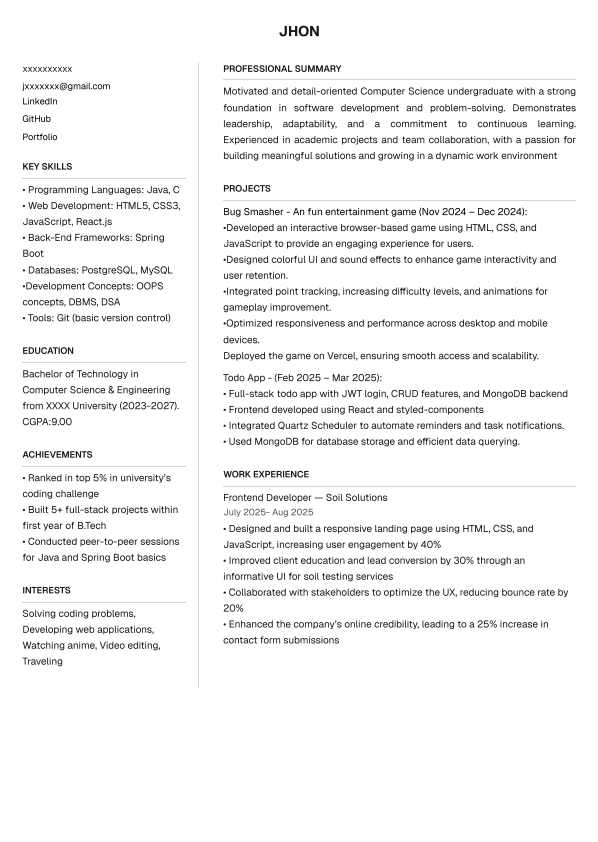 JHON
xxxxxxxxxx
jxxxxxx@gmail.com
LinkedIn
GitHub
Portfolio
KEY SKILLS
• Programming Languages: Java, C
• Web Development: HTML5, CSS3,
JavaScript, React.js
• Back-End Frameworks: Spring
Boot
• Databases: PostgreSQL, MySQL
•Development Concepts: OOPS
concepts, DBMS, DSA
• Tools: Git (basic version control)
EDUCATION
Bachelor of Technology in
Computer Science & Engineering
from XXXX University (2023-2027).
CGPA:9.00
ACHIEVEMENTS
• Ranked in top 5% in university's
coding challenge
• Built 5+ full-stack projects within
first year of B.Tech
• Conducted peer-to-peer sessions
for Java and Spring Boot basics
INTERESTS
Solving coding problems,
Developing web applications,
Watching anime, Video editing,
Traveling
PROFESSIONAL SUMMARY
Motivated and detail-oriented Computer Science undergraduate with a strong
foundation in software development and problem-solving. Demonstrates
leadership, adaptability, and a commitment to continuous learning.
Experienced in academic projects and team collaboration, with a passion for
building meaningful solutions and growing in a dynamic work environment
PROJECTS
Bug Smasher - An fun entertainment game (Nov 2024 – Dec 2024):
•Developed an interactive browser-based game using HTML, CSS, and
JavaScript to provide an engaging experience for users.
•Designed colorful UI and sound effects to enhance game interactivity and
user retention.
•Integrated point tracking, increasing difficulty levels, and animations for
gameplay improvement.
•Optimized responsiveness and performance across desktop and mobile
devices.
Deployed the game on Vercel, ensuring smooth access and scalability.
Todo App - (Feb 2025 – Mar 2025):
• Full-stack todo app with JWT login, CRUD features, and MongoDB backend
• Frontend developed using React and styled-components
• Integrated Quartz Scheduler to automate reminders and task notifications.
• Used MongoDB for database storage and efficient data querying.
WORK EXPERIENCE
Frontend Developer — Soil Solutions
July 2025- Aug 2025
• Designed and built a responsive landing page using HTML, CSS, and
JavaScript, increasing user engagement by 40%
• Improved client education and lead conversion by 30% through an
informative UI for soil testing services
• Collaborated with stakeholders to optimize the UX, reducing bounce rate by
20%
• Enhanced the company's online credibility, leading to a 25% increase in
contact form submissions